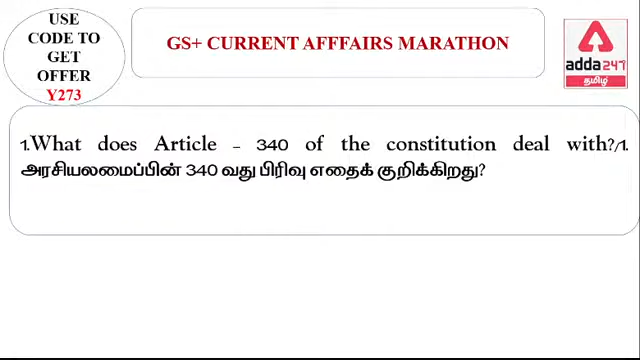 USE
CODE TO
GET
OFFER
Y273
GS+ CURRENT AFFFAIRS MARATHON
adda247
தமிழ்
1.What does Article – 340 of the constitution deal with?/1.
அரசியலமைப்பின் 340 வது பிரிவு எதைக் குறிக்கிறது?